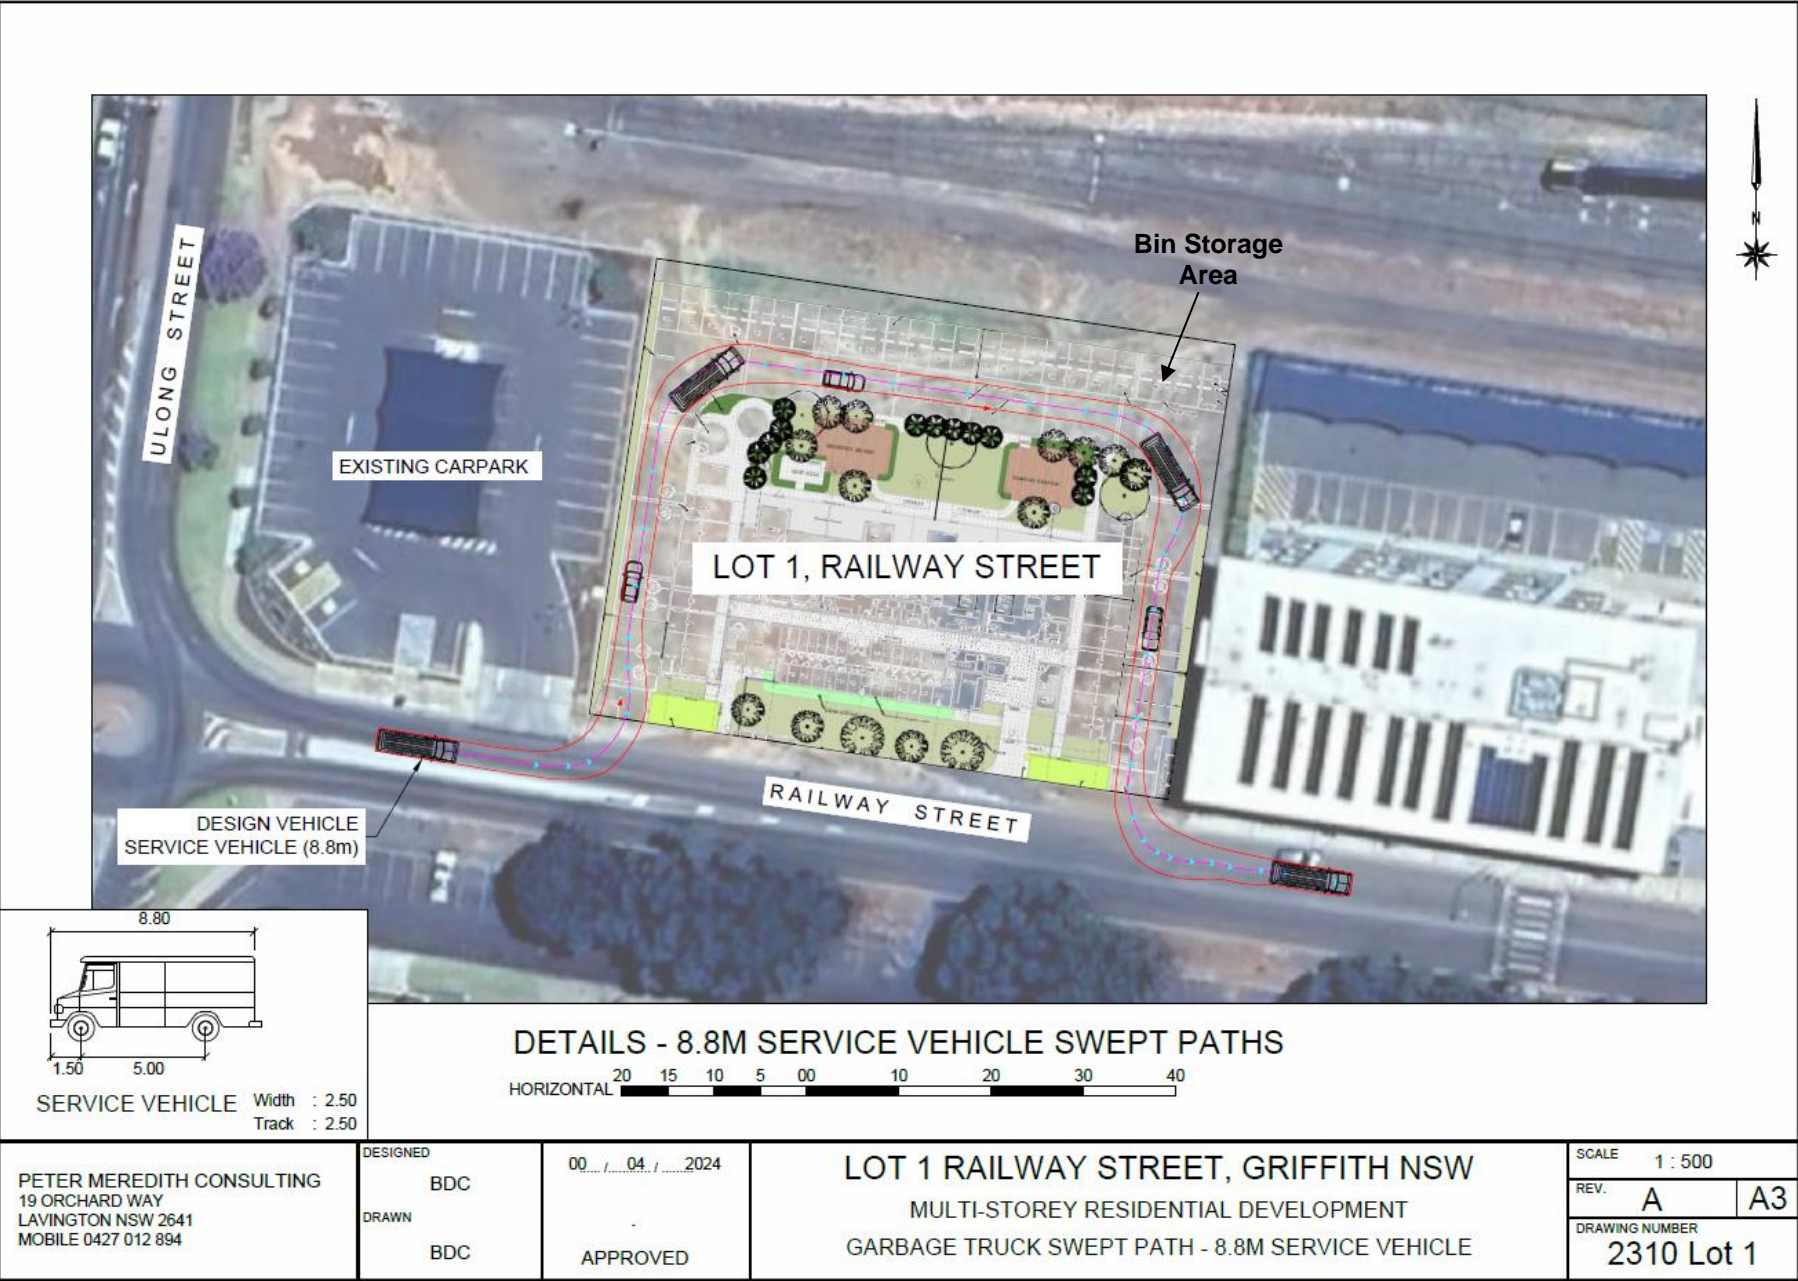 Bin Storage
Area
N
ULONG STREET
EXISTING CARPARK
LOT 1, RAILWAY STREET
RAILWAY STREET
DESIGN VEHICLE
SERVICE VEHICLE (8.8m)
8.80
1.50 5.00
SERVICE VEHICLE
Width : 2.50
Track : 2.50
DETAILS - 8.8M SERVICE VEHICLE SWEPT PATHS
HORIZONTAL 20 15 10 5 00 10 20 30 40
PETER MEREDITH CONSULTING
19 ORCHARD WAY
LAVINGTON NSW 2641
MOBILE 0427 012 894
DESIGNED
BDC
DRAWN
BDC
00 / 04 / 2024
APPROVED
LOT 1 RAILWAY STREET, GRIFFITH NSW
MULTI-STOREY RESIDENTIAL DEVELOPMENT
GARBAGE TRUCK SWEPT PATH - 8.8M SERVICE VEHICLE
SCALE 1 : 500
REV. A A3
DRAWING NUMBER
2310 Lot 1